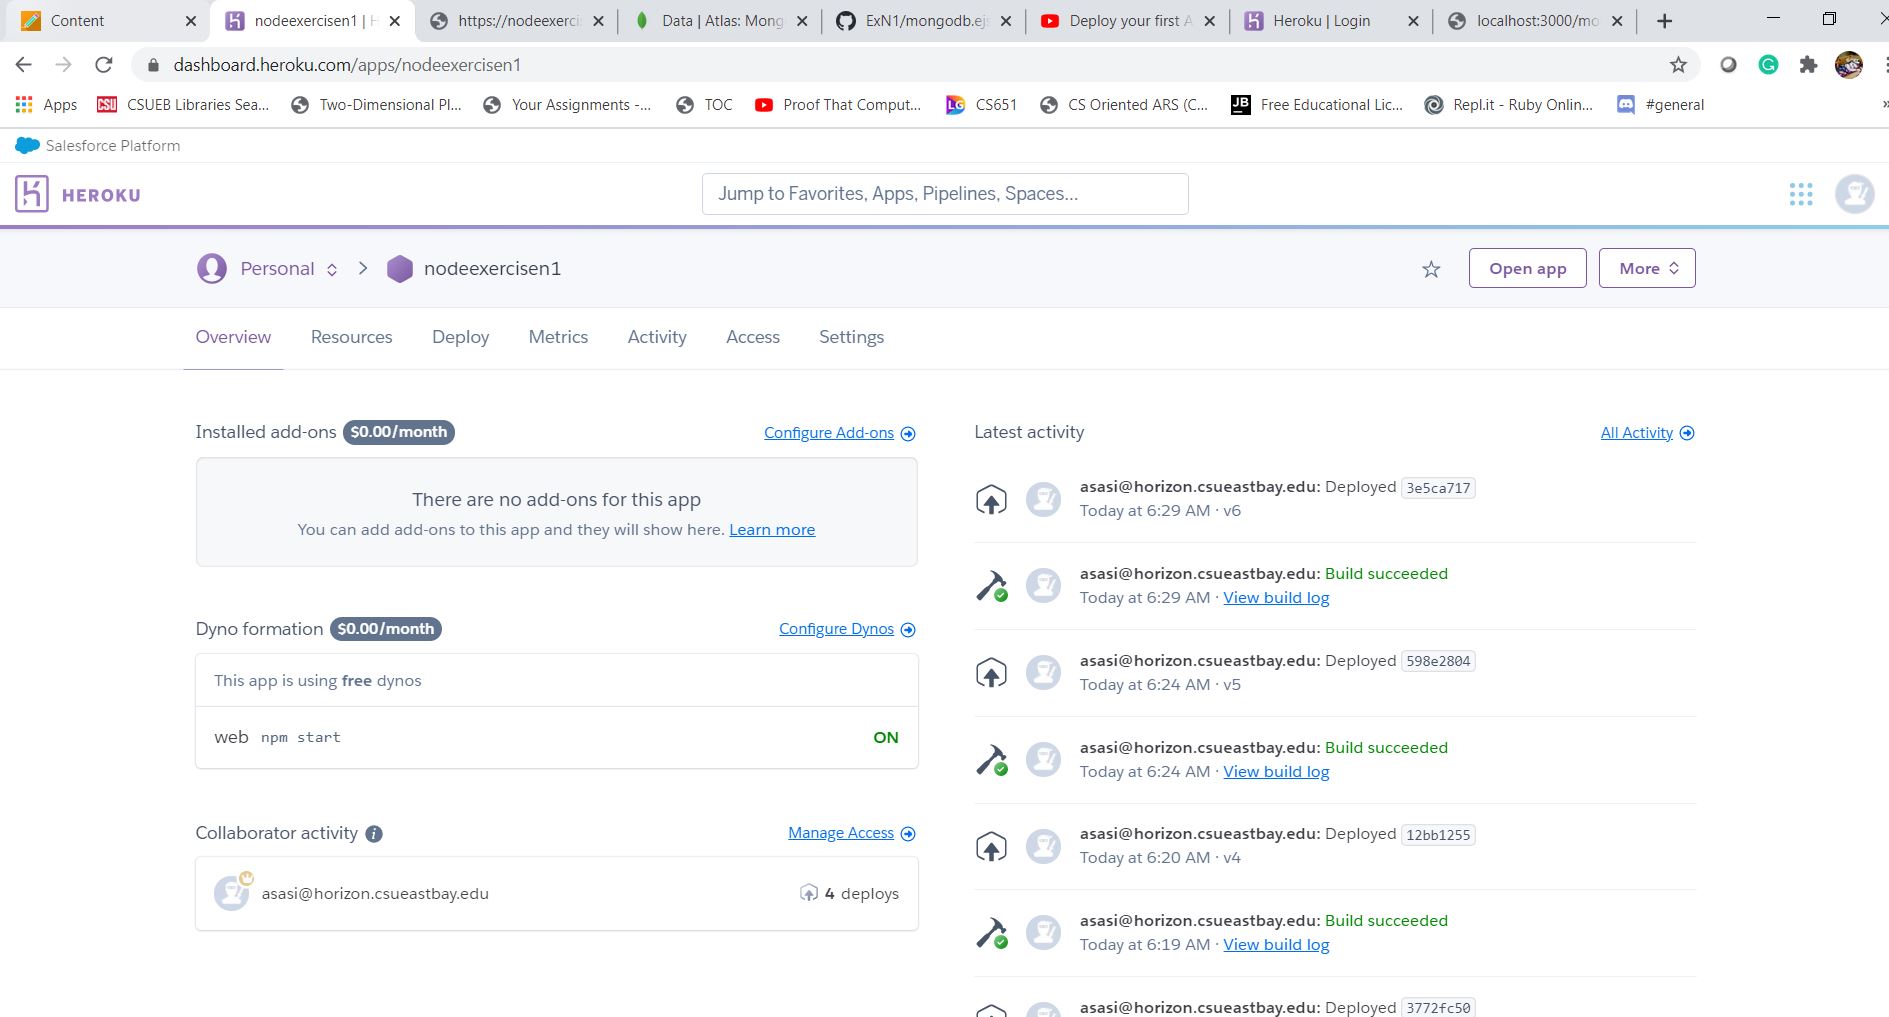 Content
nodeexercisen1 | H
https://nodeexerci
Data | Atlas: Mong
ExN1/mongodb.ejs
Deploy your first A
Heroku | Login
localhost:3000/mo
dashboard.heroku.com/apps/nodeexercisen1
Apps
CSU
CSUEB Libraries Sea...
Two-Dimensional Pl...
Your Assignments -...
TOC
Proof That Comput...
LG
CS651
CS Oriented ARS (C...
JB
Free Educational Lic...
Repl.it - Ruby Onlin...
#general
»
Salesforce Platform
HEROKU
Jump to Favorites, Apps, Pipelines, Spaces...
Personal
nodeexercisen1
Open app
More
Overview
Resources
Deploy
Metrics
Activity
Access
Settings
Installed add-ons $0.00/month
Configure Add-ons
There are no add-ons for this app
You can add add-ons to this app and they will show here. Learn more
Dyno formation $0.00/month
Configure Dynos
This app is using free dynos
web npm start
ON
Collaborator activity i
Manage Access
asasi@horizon.csueastbay.edu
4 deploys
Latest activity
All Activity
asasi@horizon.csueastbay.edu: Deployed 3e5ca717
Today at 6:29 AM · v6
asasi@horizon.csueastbay.edu: Build succeeded
Today at 6:29 AM · View build log
asasi@horizon.csueastbay.edu: Deployed 598e2804
Today at 6:24 AM · v5
asasi@horizon.csueastbay.edu: Build succeeded
Today at 6:24 AM · View build log
asasi@horizon.csueastbay.edu: Deployed 12bb1255
Today at 6:20 AM · v4
asasi@horizon.csueastbay.edu: Build succeeded
Today at 6:19 AM · View build log
asasi@horizon.csueastbay.edu: Deployed 3772fc50